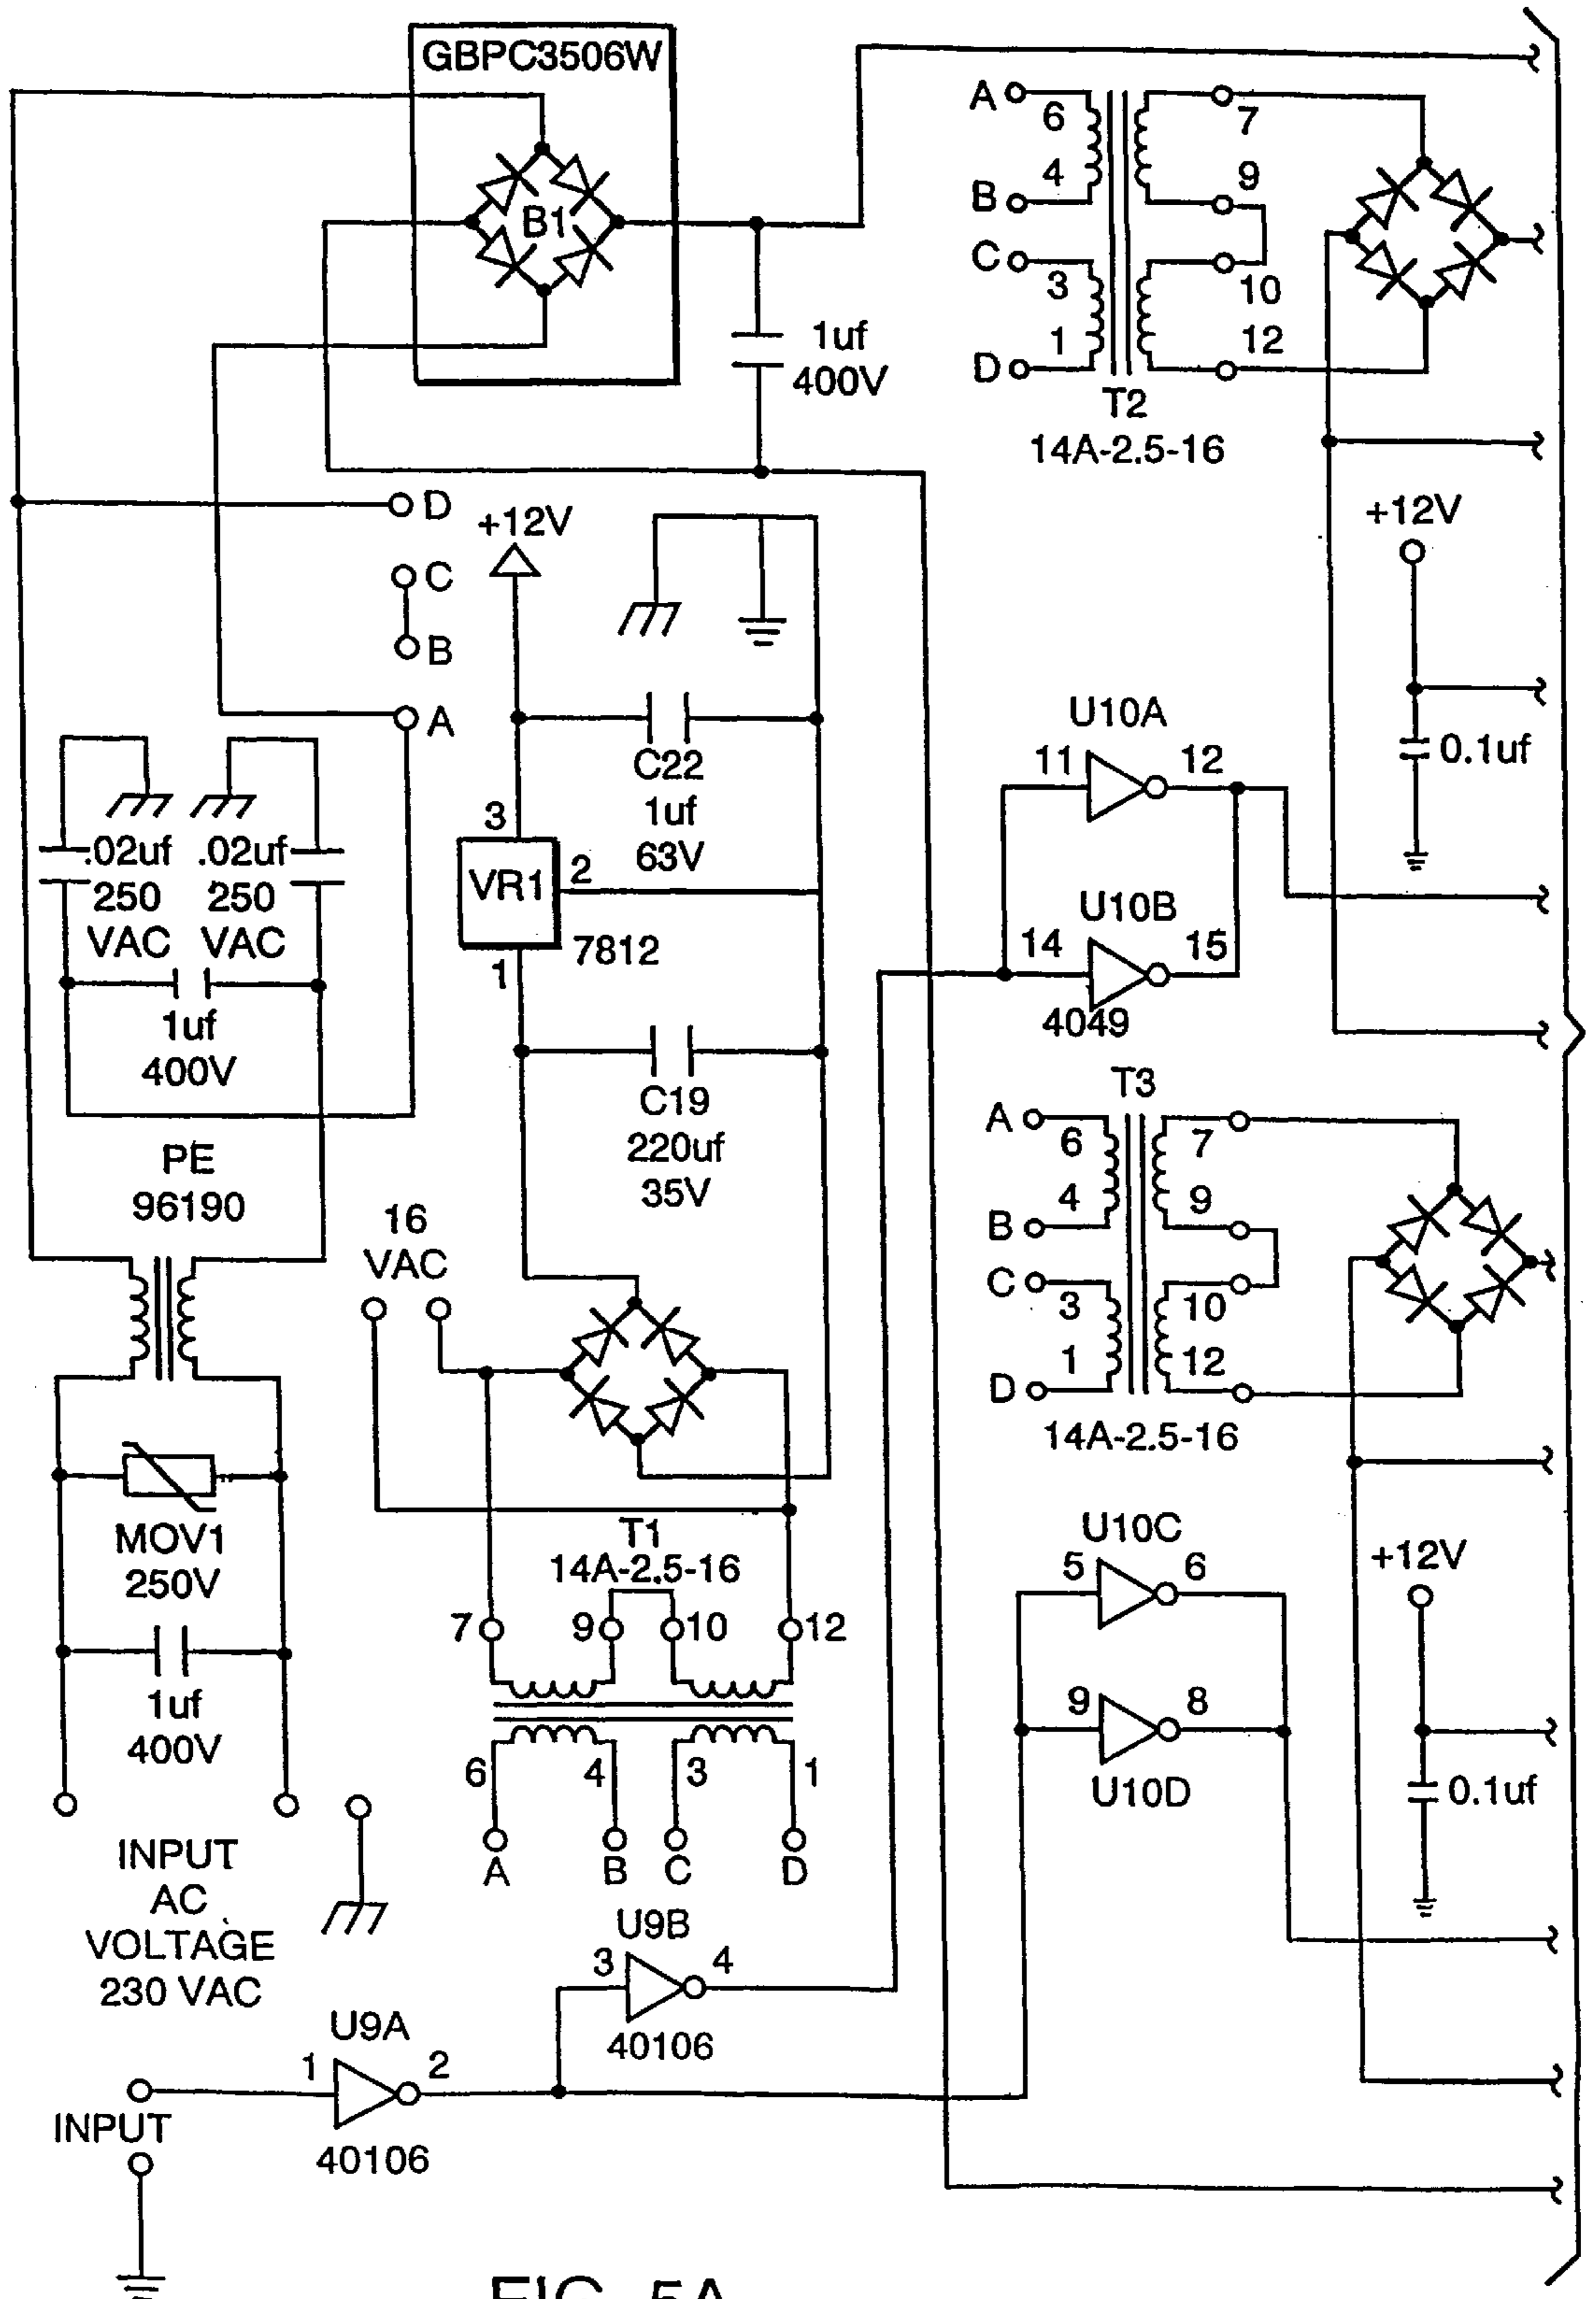 GBPC3506W
B1
1uf
400V
A
6
4
B
C
3
1
D
7
9
10
12
T2
14A-2.5-16
D
C
B
A
+12V
C22
1uf
63V
3
VR1
2
7812
1
C19
220uf
35V
.02uf
250
VAC
.02uf
250
VAC
1uf
400V
PE
96190
16
VAC
MOV1
250V
1uf
400V
INPUT
AC
VOLTAGE
230 VAC
T1
14A-2.5-16
7
9
10
12
6
4
3
1
A
B
C
D
+12V
0.1uf
U10A
11
12
U10B
14
15
4049
T3
A
6
4
B
C
3
1
D
7
9
10
12
14A-2.5-16
U10C
5
6
9
8
U10D
+12V
0.1uf
U9B
3
4
40106
U9A
1
2
40106
INPUT
FIG. 5A